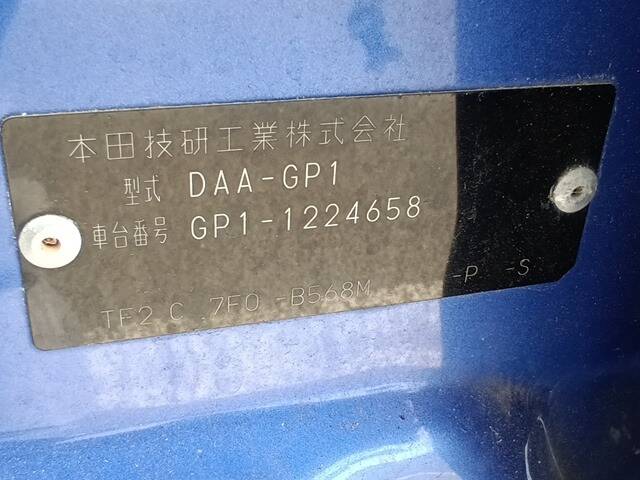 本田技研工業株式会社
型式 DAA-GP1
車台番号 GP1-1224658
TF2 C 7F0 -B568M -P -S